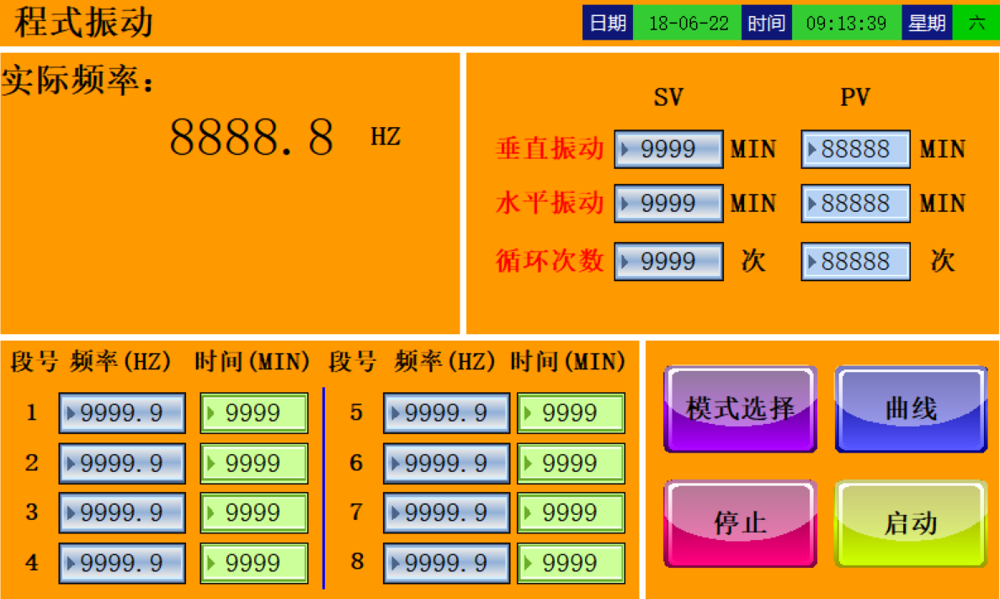 程式振动
日期 18-06-22 时间 09:13:39 星期 六
实际频率：
8888.8 HZ
SV PV
垂直振动 9999 MIN 88888 MIN
水平振动 9999 MIN 88888 MIN
循环次数 9999 次 88888 次
段号 频率(HZ) 时间(MIN) 段号 频率(HZ) 时间(MIN)
1 9999.9 9999 5 9999.9 9999
2 9999.9 9999 6 9999.9 9999
3 9999.9 9999 7 9999.9 9999
4 9999.9 9999 8 9999.9 9999
模式选择 曲线
停止 启动